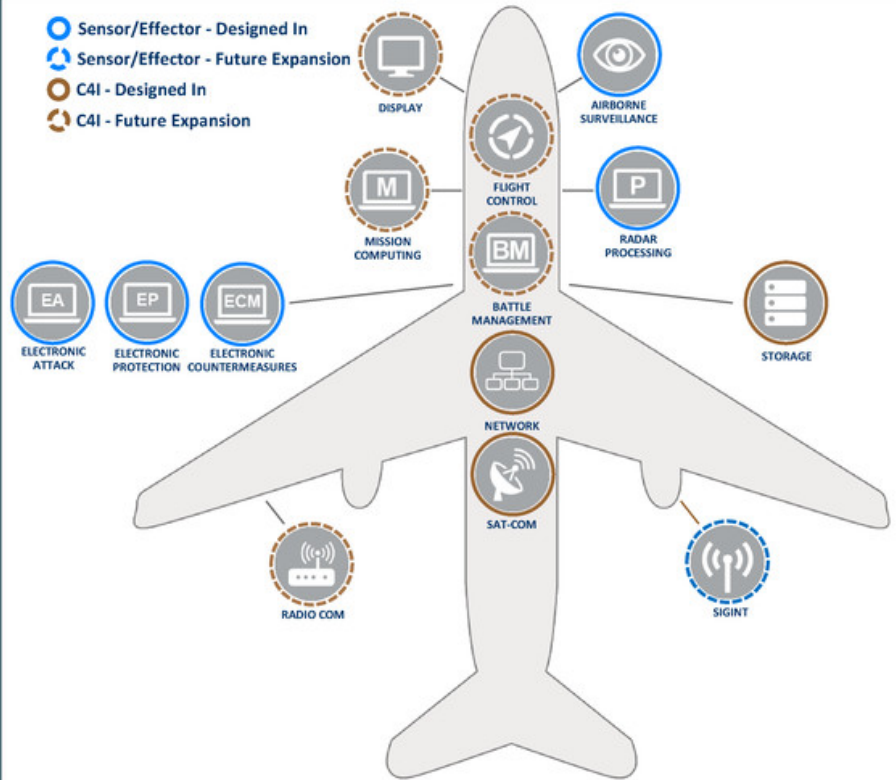 Sensor/Effector - Designed In
Sensor/Effector - Future Expansion
C4I - Designed In
C4I - Future Expansion
DISPLAY
AIRBORNE
SURVEILLANCE
FLIGHT
CONTROL
M
MISSION
COMPUTING
P
RADAR
PROCESSING
BM
BATTLE
MANAGEMENT
EA
ELECTRONIC
ATTACK
EP
ELECTRONIC
PROTECTION
ECM
ELECTRONIC
COUNTERMEASURES
STORAGE
NETWORK
SAT-COM
RADIO COM
SIGINT